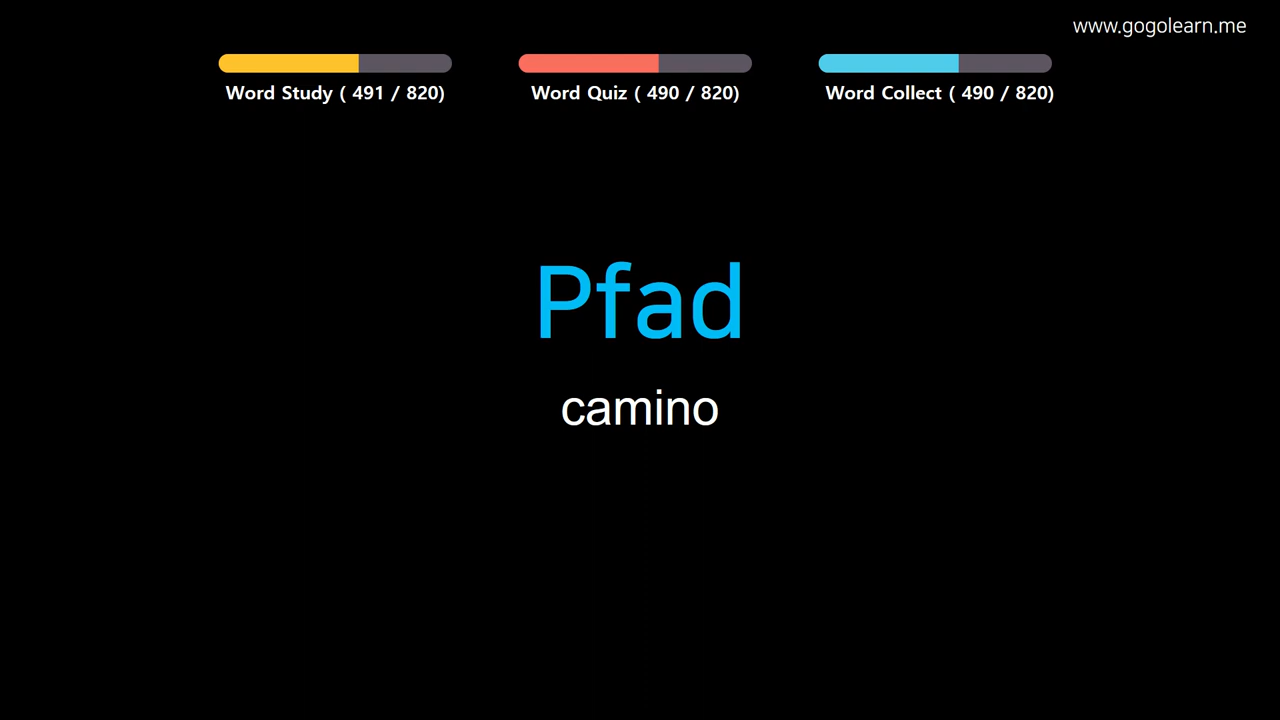 www.gogolearn.me
Word Study ( 491 / 820)
Word Quiz ( 490 / 820)
Word Collect ( 490 / 820)
Pfad
camino